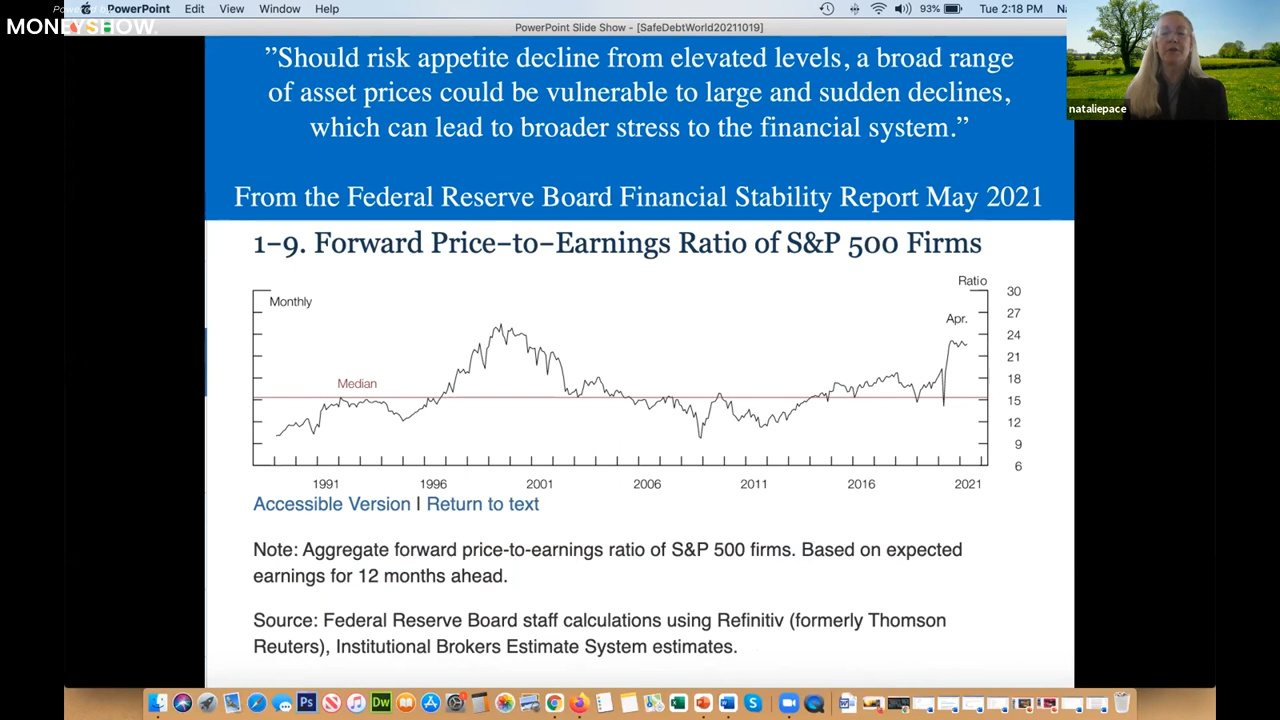 Powered by
MONEYSHOW.
PowerPoint Edit View Window Help
93% Tue 2:18 PM Na
PowerPoint Slide Show - [SafeDebtWorld20211019]
nataliepace
”Should risk appetite decline from elevated levels, a broad range
of asset prices could be vulnerable to large and sudden declines,
which can lead to broader stress to the financial system.”
From the Federal Reserve Board Financial Stability Report May 2021
1–9. Forward Price–to–Earnings Ratio of S&P 500 Firms
Ratio
Monthly
30
27
Apr.
24
21
Median
18
15
12
9
6
1991 1996 2001 2006 2011 2016 2021
Accessible Version | Return to text
Note: Aggregate forward price-to-earnings ratio of S&P 500 firms. Based on expected
earnings for 12 months ahead.
Source: Federal Reserve Board staff calculations using Refinitiv (formerly Thomson
Reuters), Institutional Brokers Estimate System estimates.
Ps
Dw